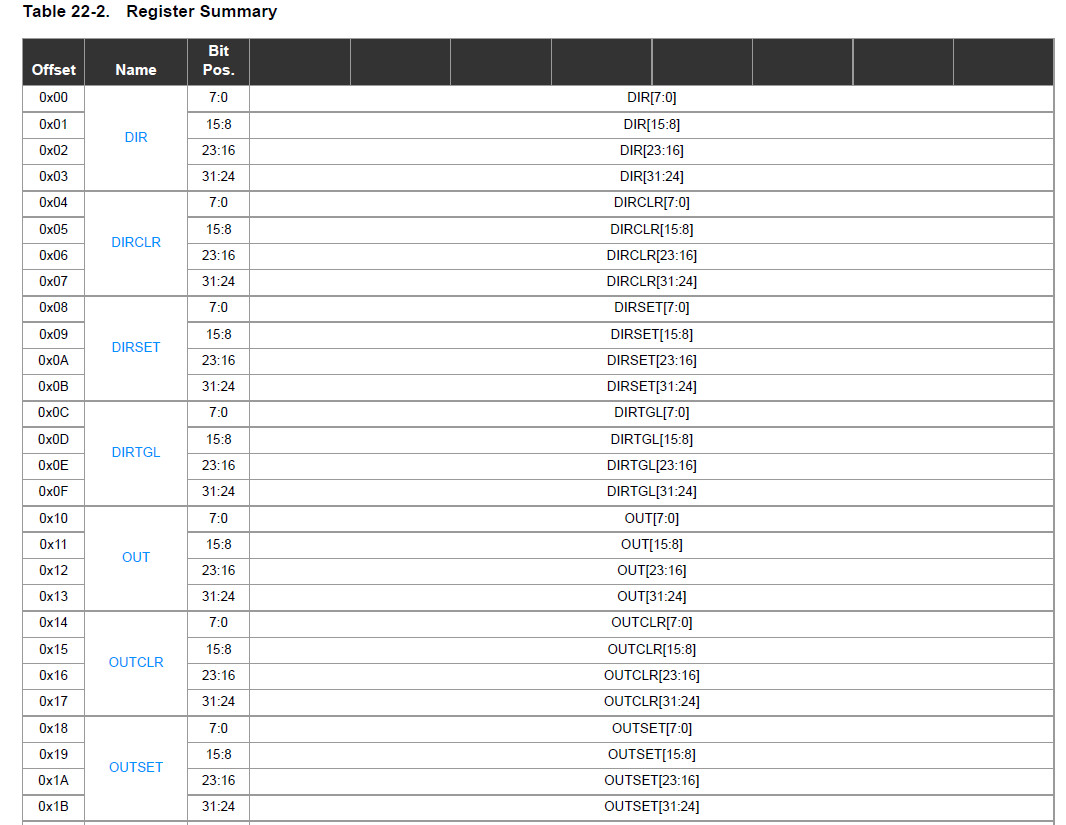 Table 22-2. Register Summary
Offset Name Bit Pos.
0x00 7:0 DIR[7:0]
0x01 15:8 DIR[15:8]
DIR
0x02 23:16 DIR[23:16]
0x03 31:24 DIR[31:24]
0x04 7:0 DIRCLR[7:0]
0x05 15:8 DIRCLR[15:8]
DIRCLR
0x06 23:16 DIRCLR[23:16]
0x07 31:24 DIRCLR[31:24]
0x08 7:0 DIRSET[7:0]
0x09 15:8 DIRSET[15:8]
DIRSET
0x0A 23:16 DIRSET[23:16]
0x0B 31:24 DIRSET[31:24]
0x0C 7:0 DIRTGL[7:0]
0x0D 15:8 DIRTGL[15:8]
DIRTGL
0x0E 23:16 DIRTGL[23:16]
0x0F 31:24 DIRTGL[31:24]
0x10 7:0 OUT[7:0]
0x11 15:8 OUT[15:8]
OUT
0x12 23:16 OUT[23:16]
0x13 31:24 OUT[31:24]
0x14 7:0 OUTCLR[7:0]
0x15 15:8 OUTCLR[15:8]
OUTCLR
0x16 23:16 OUTCLR[23:16]
0x17 31:24 OUTCLR[31:24]
0x18 7:0 OUTSET[7:0]
0x19 15:8 OUTSET[15:8]
OUTSET
0x1A 23:16 OUTSET[23:16]
0x1B 31:24 OUTSET[31:24]